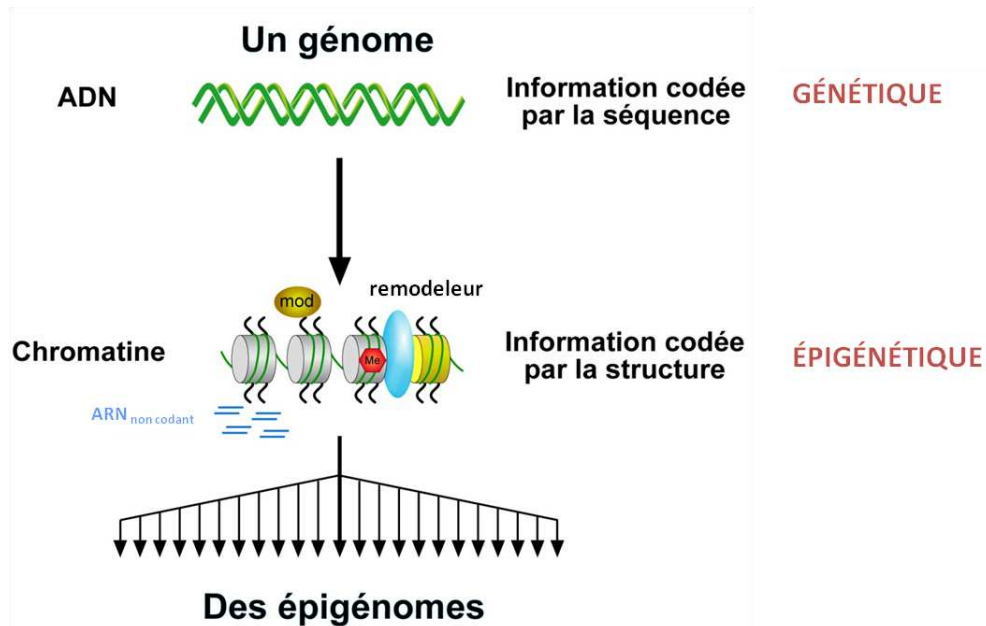 Un génome
ADN
Information codée
par la séquence
GÉNÉTIQUE
mod
remodeleur
Chromatine
Me
Information codée
par la structure
ÉPIGÉNÉTIQUE
ARN non codant
Des épigénomes